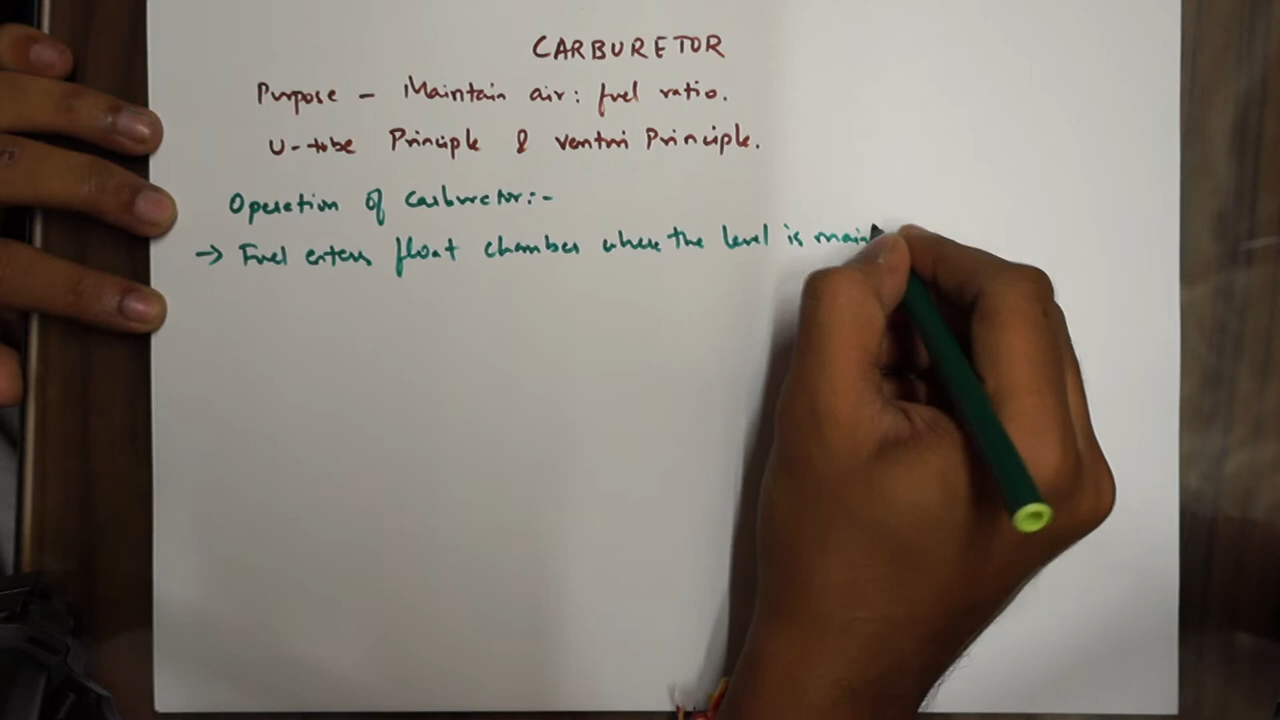 CARBURETOR
Purpose - Maintain air: fuel ratio.
U-tube Principle & venturi Principle.
Operation of Carburetor:-
→ Fuel enters float chamber where the level is main